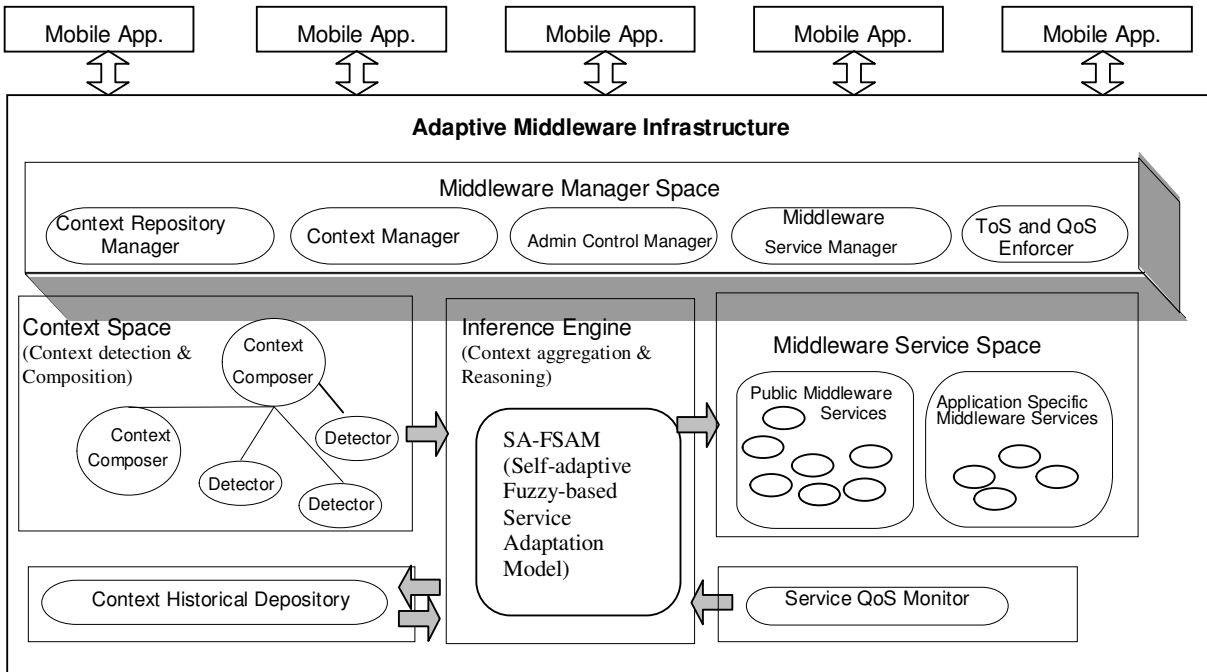 Mobile App.
Mobile App.
Mobile App.
Mobile App.
Mobile App.
Adaptive Middleware Infrastructure
Middleware Manager Space
Context Repository
Manager
Context Manager
Admin Control Manager
Middleware
Service Manager
ToS and QoS
Enforcer
Context Space
(Context detection &
Composition)
Context
Composer
Context
Composer
Detector
Detector
Detector
Inference Engine
(Context aggregation &
Reasoning)
SA-FSAM
(Self-adaptive
Fuzzy-based
Service
Adaptation
Model)
Middleware Service Space
Public Middleware
Services
Application Specific
Middleware Services
Context Historical Depository
Service QoS Monitor